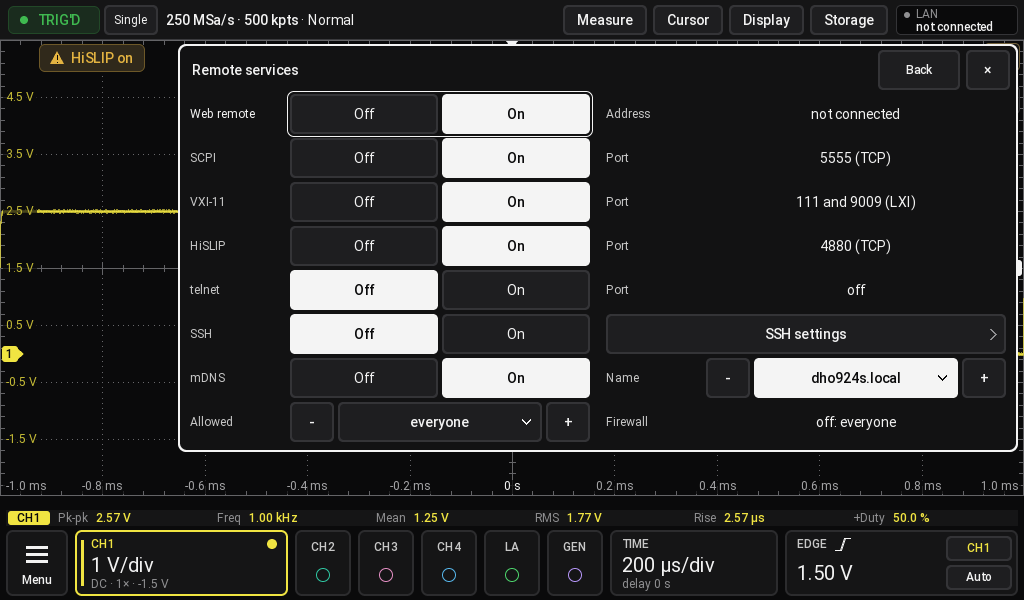 TRIG'D Single 250 MSa/s · 500 kpts · Normal Measure Cursor Display Storage LAN
not connected
HiSLIP on
Remote services Back ×
Web remote Off On Address not connected
SCPI Off On Port 5555 (TCP)
VXI-11 Off On Port 111 and 9009 (LXI)
HiSLIP Off On Port 4880 (TCP)
telnet Off On Port off
SSH Off On SSH settings
mDNS Off On Name - dho924s.local +
Allowed - everyone + Firewall off: everyone
4.5 V
3.5 V
2.5 V
1.5 V
0.5 V
1
-0.5 V
-1.5 V
-1.0 ms -0.8 ms -0.6 ms -0.4 ms -0.2 ms 0 s 0.2 ms 0.4 ms 0.6 ms 0.8 ms 1.0 ms
CH1 Pk-pk 2.57 V Freq 1.00 kHz Mean 1.25 V RMS 1.77 V Rise 2.57 µs +Duty 50.0 %
Menu
CH1
1 V/div
DC · 1× · -1.5 V
CH2 CH3 CH4 LA GEN
TIME
200 µs/div
delay 0 s
EDGE
1.50 V
CH1
Auto